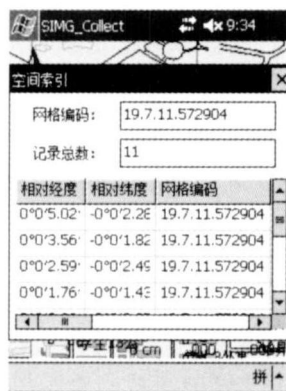 SIMG_Collect 9:34
空间索引
网格编码: 19.7.11.572904
记录总数: 11
相对经度 相对纬度 网格编码
0°0'5.02 -0°0'2.28 19.7.11.572904
0°0'3.56 -0°0'1.82 19.7.11.572904
0°0'2.59 -0°0'2.49 19.7.11.572904
0°0'1.76 -0°0'1.43 19.7.11.572904
拼